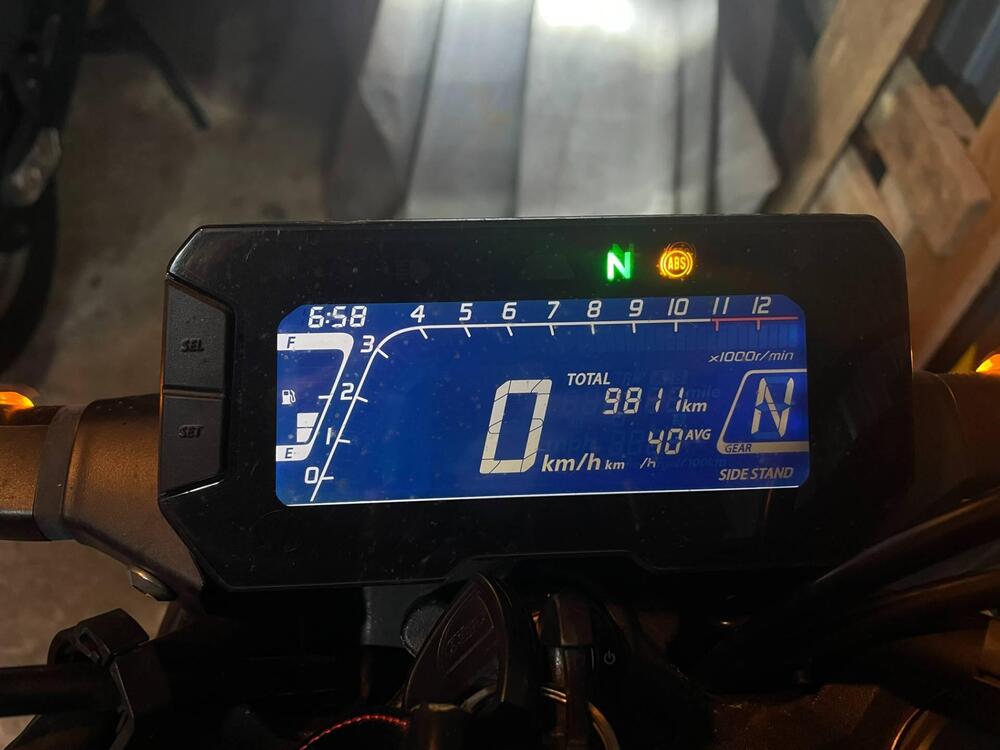 N ABS
6:58 4 5 6 7 8 9 10 11 12
SEL
F 3
x1000r/min
TOTAL
2
9811km
N
SET
1
40 AVG
E
GEAR
0 km/h km /h
0
SIDE STAND